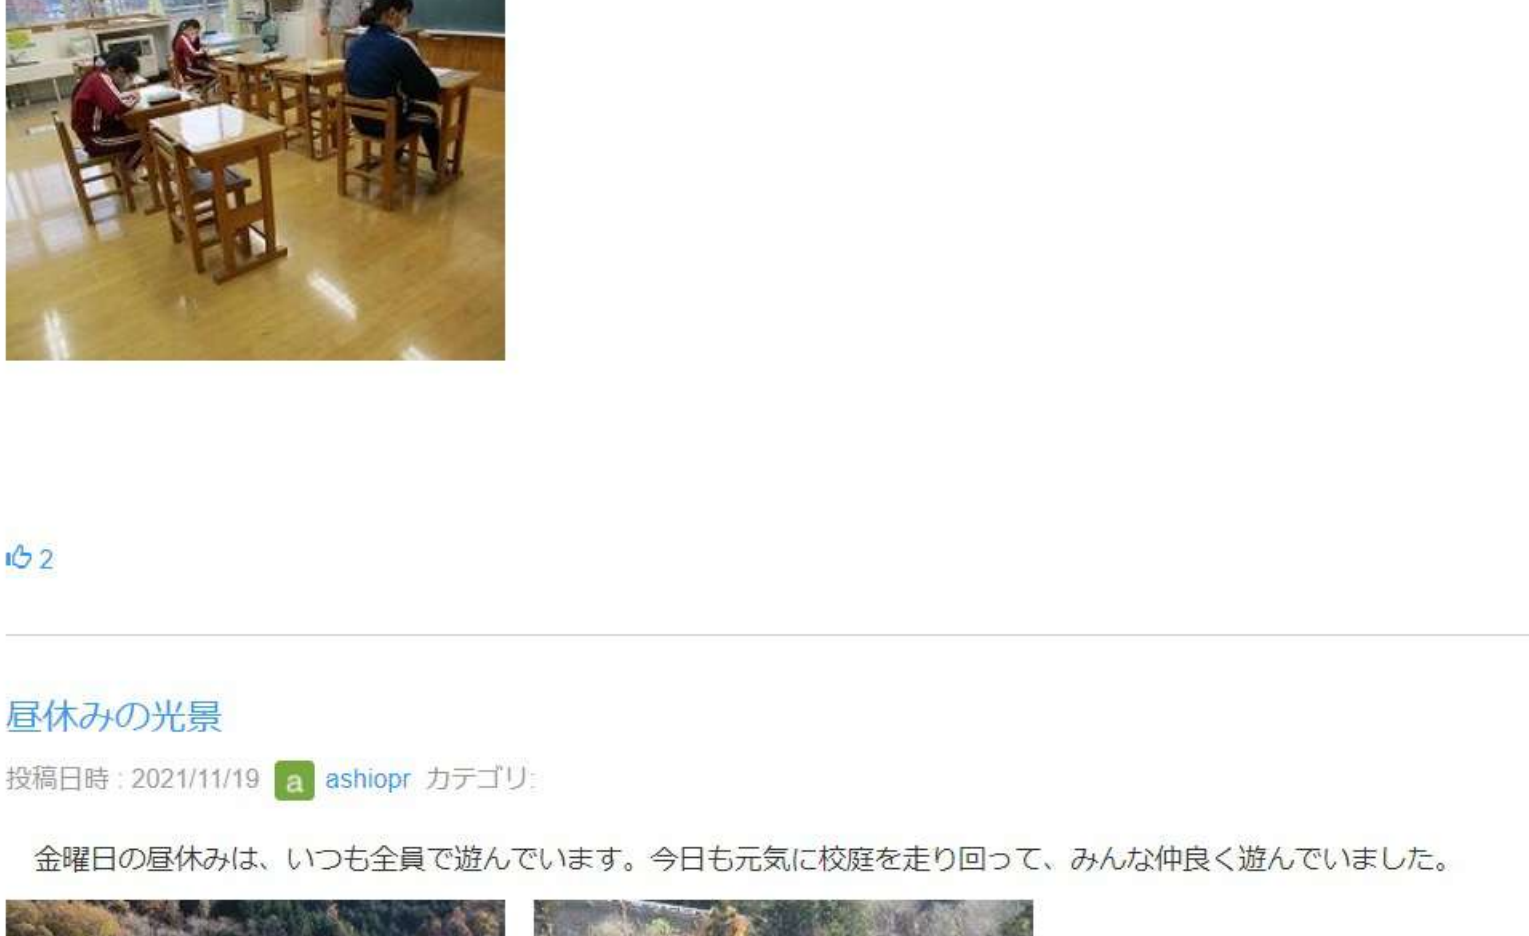 2
昼休みの光景
投稿日時 : 2021/11/19 a ashiopr カテゴリ:
金曜日の昼休みは、いつも全員で遊んでいます。今日も元気に校庭を走り回って、みんな仲良く遊んでいました。